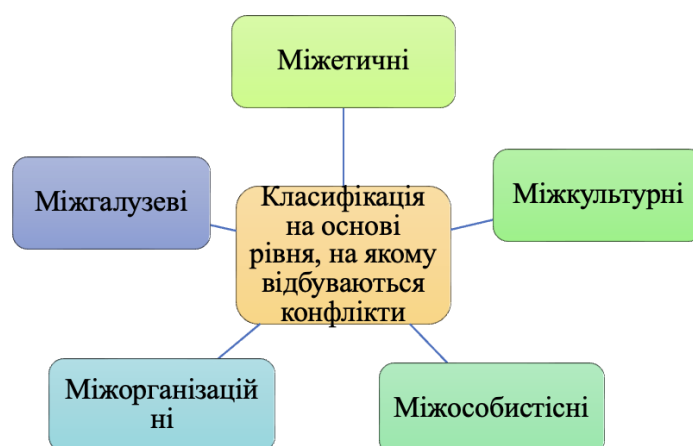 Міжетичні
Міжкультурні
Міжособистісні
Міжорганізацій
ні
Міжгалузеві
Класифікація
на основі
рівня, на якому
відбуваються
конфлікти